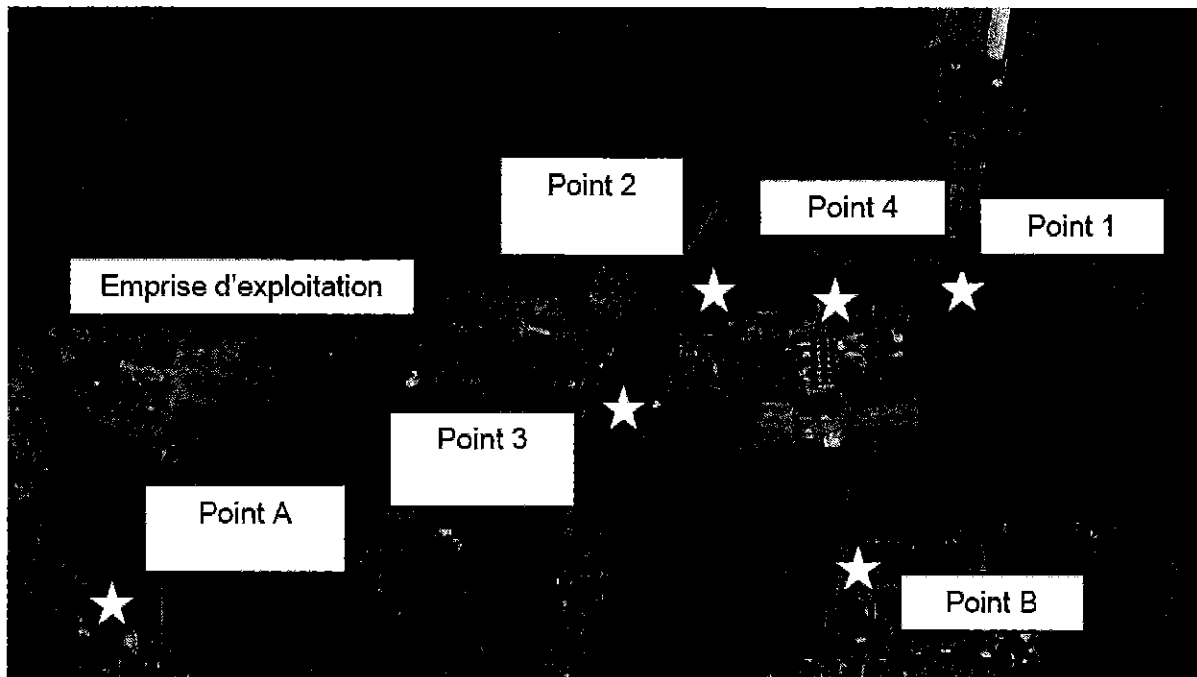 Point 2
Point 4
Point 1
Emprise d'exploitation
Point 3
Point A
Point B